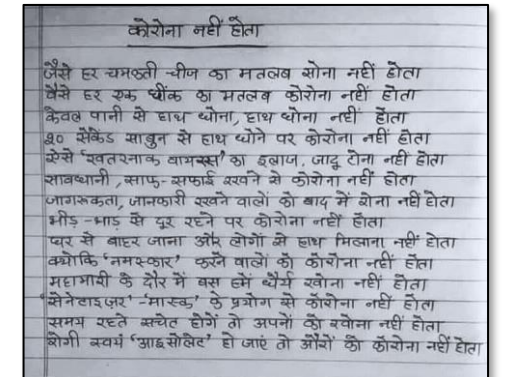 कोरोना नहीं होता
जैसे हर चमकती चीज का मतलब सोना नहीं होता
वैसे हर एक छींक का मतलब कोरोना नहीं होता
केवल पानी से हाथ धोना, हाथ धोना नहीं होता
२० सेकेंड साबुन से हाथ धोने पर कोरोना नहीं होता
ऐसे 'खतरनाक वायरस' का इलाज, जादू टोना नहीं होता
सावधानी, साफ-सफाई रखने से कोरोना नहीं होता
जागरूकता, जानकारी रखने वालों को बाद में रोना नहीं होता
भीड़-भाड़ से दूर रहने पर कोरोना नहीं होता
घर से बाहर जाना और लोगों से हाथ मिलाना नहीं होता
क्योंकि 'नमस्कार' करने वालों को कोरोना नहीं होता
महामारी के दौर में बस हमें धैर्य खोना नहीं होता
'सेनेटाइज़र' 'मास्क' के प्रयोग से कोरोना नहीं होता
समय रहते सचेत होगें तो अपनों को खोना नहीं होता
रोगी स्वयं 'आइसोलेट' हो जाएं तो औरों को कोरोना नहीं होता